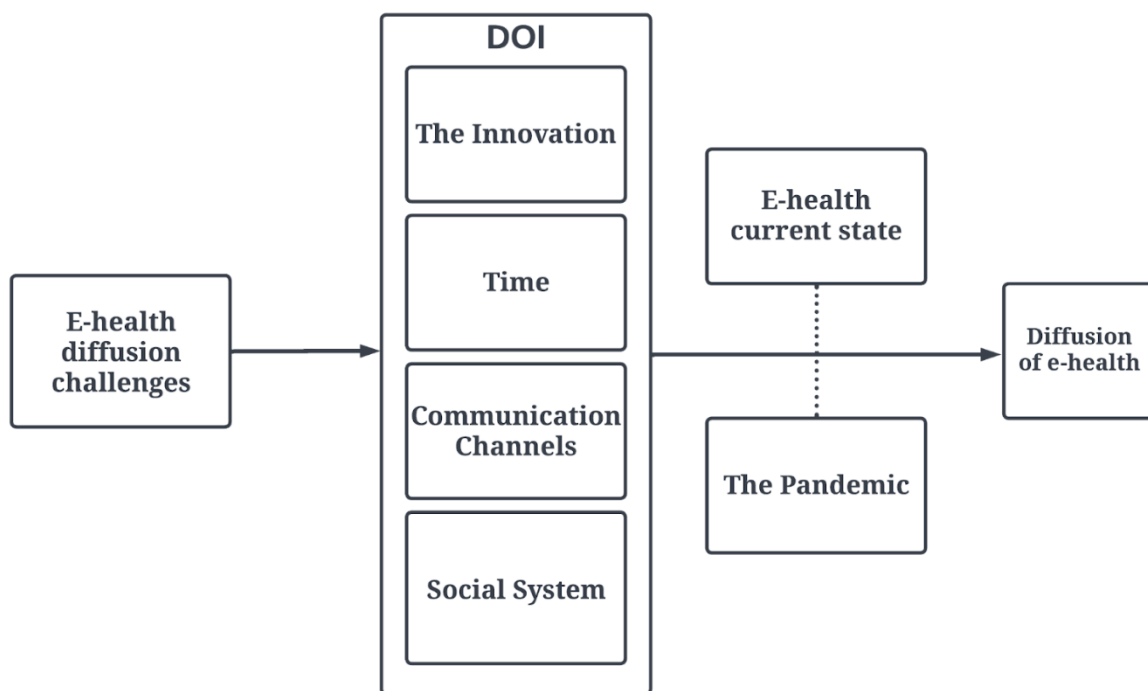 DOI
The Innovation
Time
Communication
Channels
Social System
E-health
diffusion
challenges
E-health
current state
The Pandemic
Diffusion
of e-health